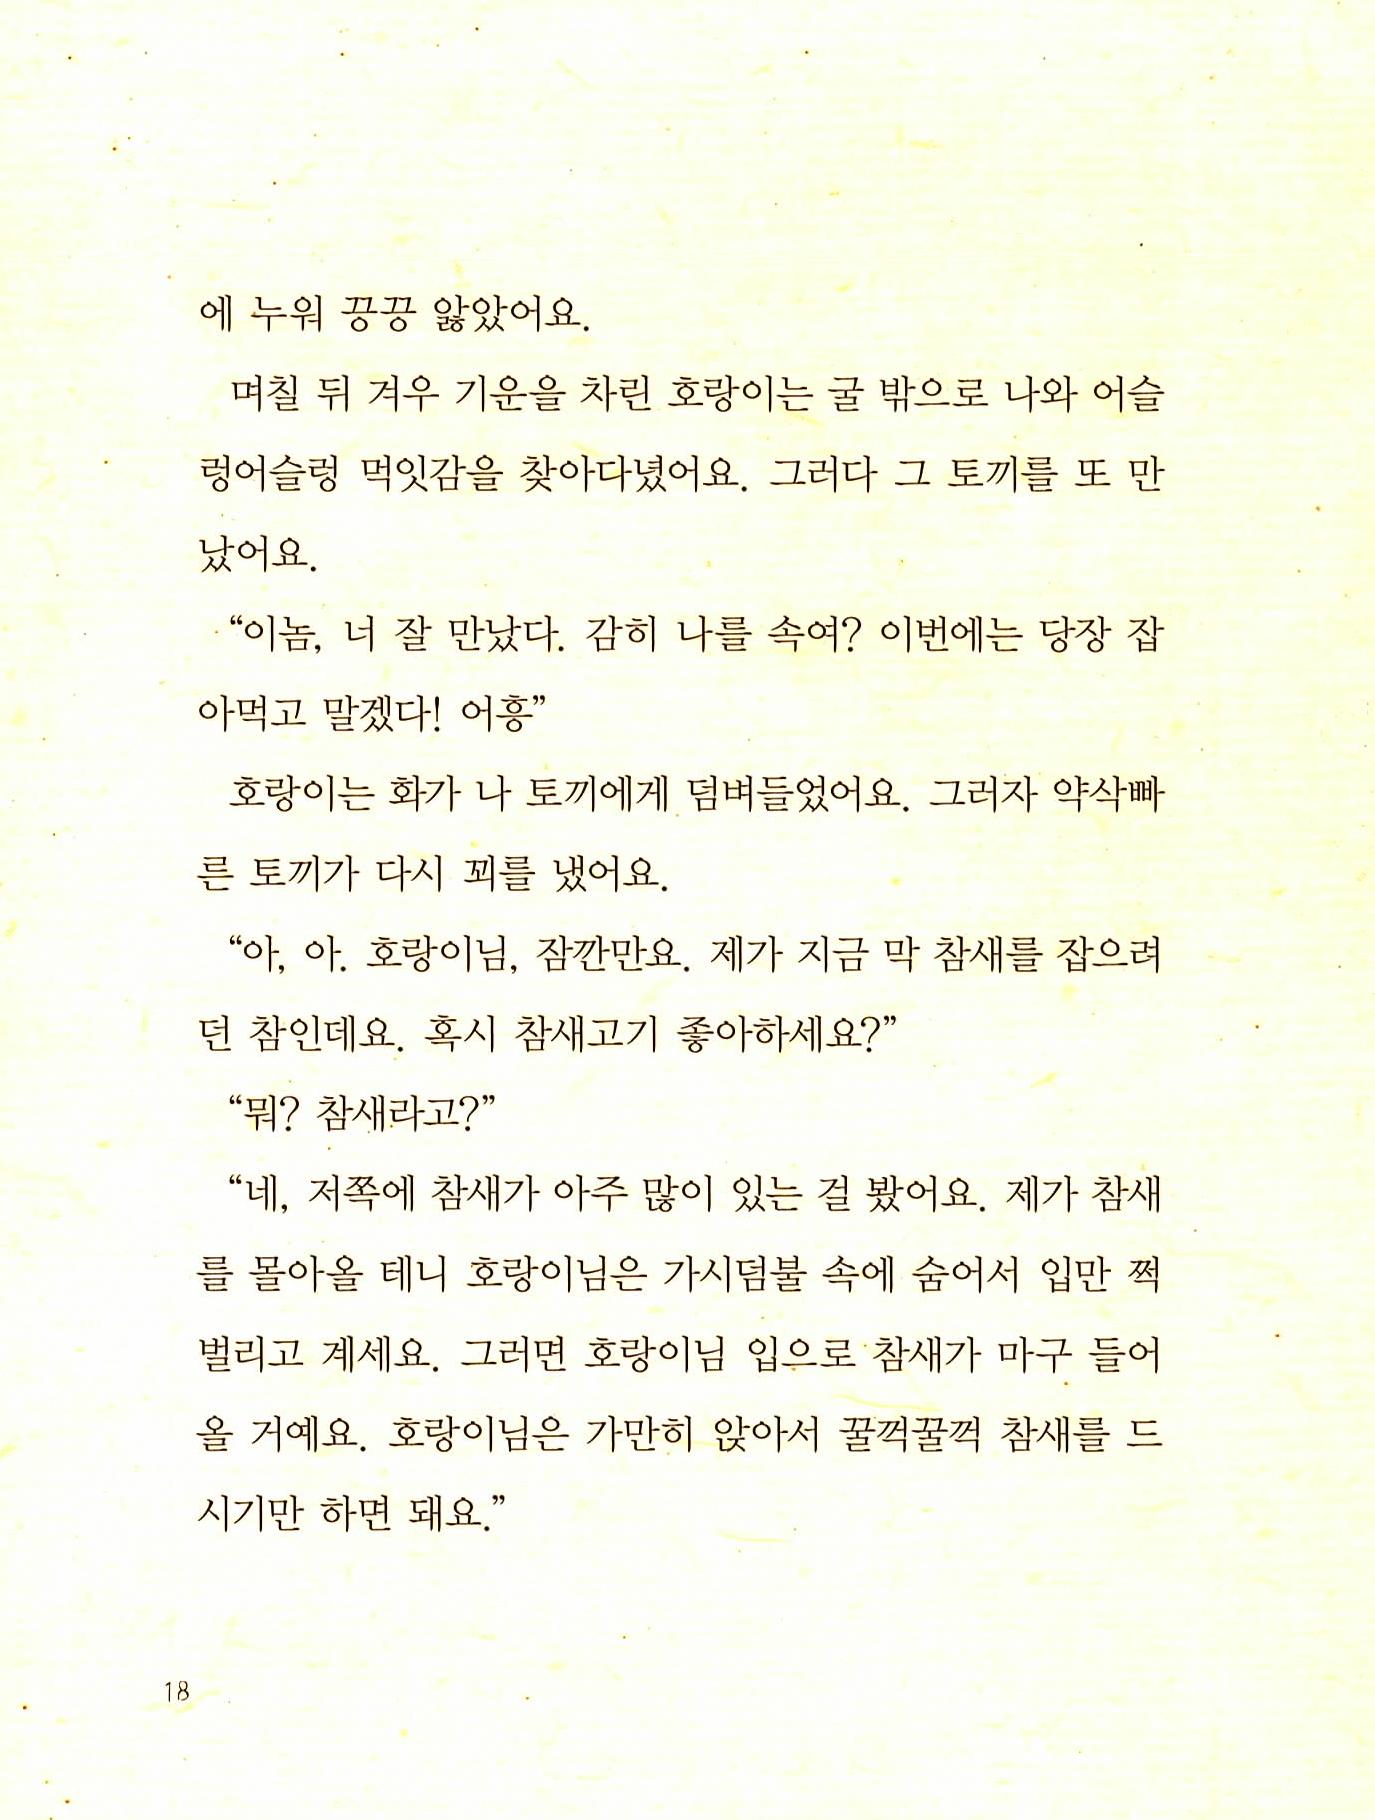 에 누워 끙끙 앓았어요.
며칠 뒤 겨우 기운을 차린 호랑이는 굴 밖으로 나와 어슬
렁어슬렁 먹잇감을 찾아다녔어요. 그러다 그 토끼를 또 만
났어요.
“이놈, 너 잘 만났다. 감히 나를 속여? 이번에는 당장 잡
아먹고 말겠다! 어흥”
호랑이는 화가 나 토끼에게 덤벼들었어요. 그러자 약삭빠
른 토끼가 다시 꾀를 냈어요.
“아, 아. 호랑이님, 잠깐만요. 제가 지금 막 참새를 잡으려
던 참인데요. 혹시 참새고기 좋아하세요?”
“뭐? 참새라고?”
“네, 저쪽에 참새가 아주 많이 있는 걸 봤어요. 제가 참새
를 몰아올 테니 호랑이님은 가시덤불 속에 숨어서 입만 쩍
벌리고 계세요. 그러면 호랑이님 입으로 참새가 마구 들어
올 거예요. 호랑이님은 가만히 앉아서 꿀꺽꿀꺽 참새를 드
시기만 하면 돼요.”
18